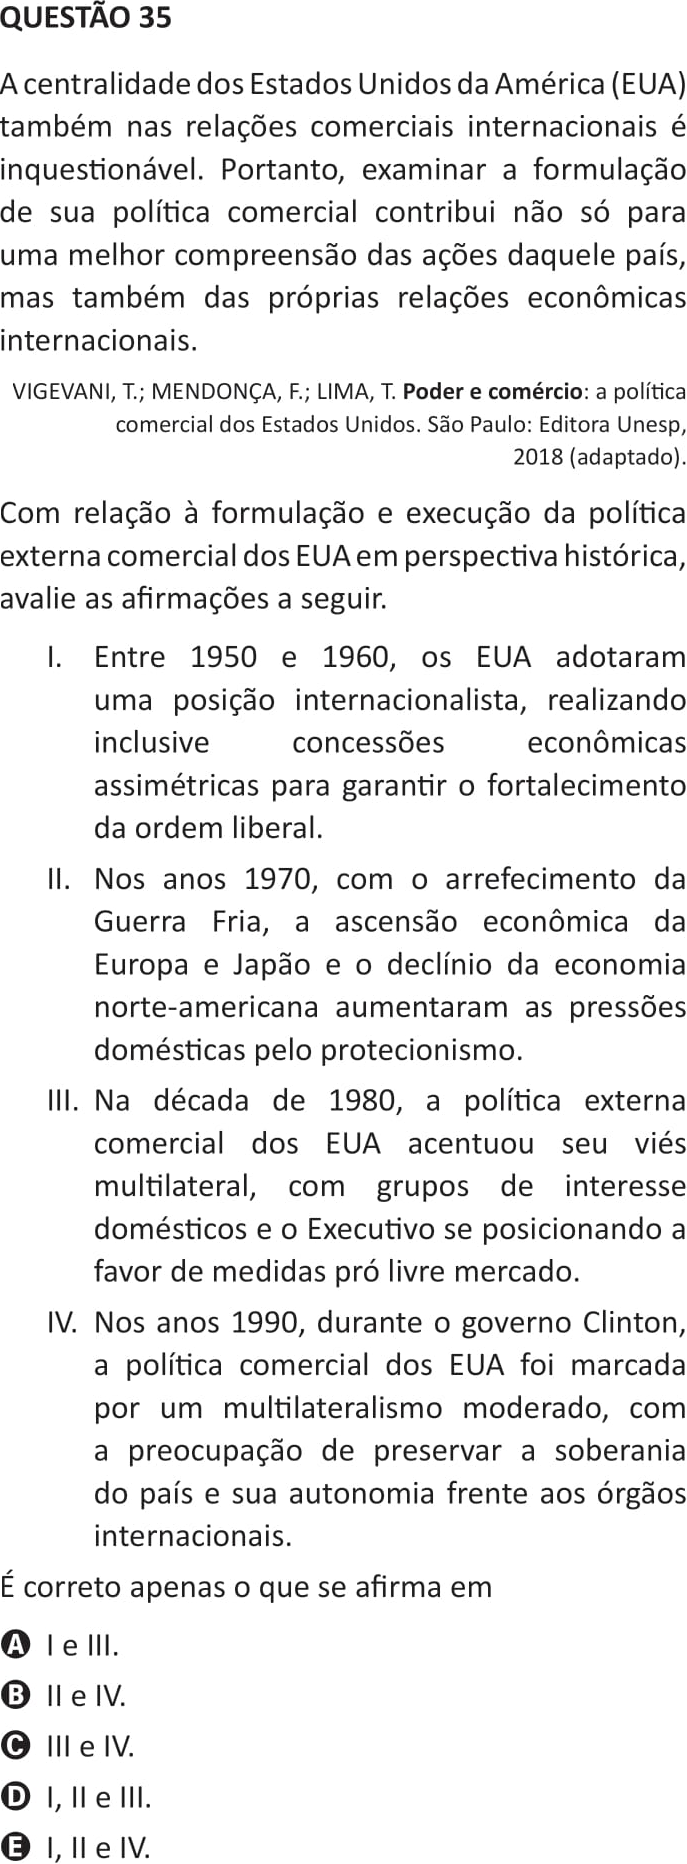 QUESTÃO 35
A centralidade dos Estados Unidos da América (EUA)
também nas relações comerciais internacionais é
inquestionável. Portanto, examinar a formulação
de sua política comercial contribui não só para
uma melhor compreensão das ações daquele país,
mas também das próprias relações econômicas
internacionais.
VIGEVANI, T.; MENDONÇA, F.; LIMA, T. Poder e comércio: a política
comercial dos Estados Unidos. São Paulo: Editora Unesp,
2018 (adaptado).
Com relação à formulação e execução da política
externa comercial dos EUA em perspectiva histórica,
avalie as afirmações a seguir.
I. Entre 1950 e 1960, os EUA adotaram
uma posição internacionalista, realizando
inclusive concessões econômicas
assimétricas para garantir o fortalecimento
da ordem liberal.
II. Nos anos 1970, com o arrefecimento da
Guerra Fria, a ascensão econômica da
Europa e Japão e o declínio da economia
norte-americana aumentaram as pressões
domésticas pelo protecionismo.
III. Na década de 1980, a política externa
comercial dos EUA acentuou seu viés
multilateral, com grupos de interesse
domésticos e o Executivo se posicionando a
favor de medidas pró livre mercado.
IV. Nos anos 1990, durante o governo Clinton,
a política comercial dos EUA foi marcada
por um multilateralismo moderado, com
a preocupação de preservar a soberania
do país e sua autonomia frente aos órgãos
internacionais.
É correto apenas o que se afirma em
A I e III.
B II e IV.
C III e IV.
D I, II e III.
E I, II e IV.